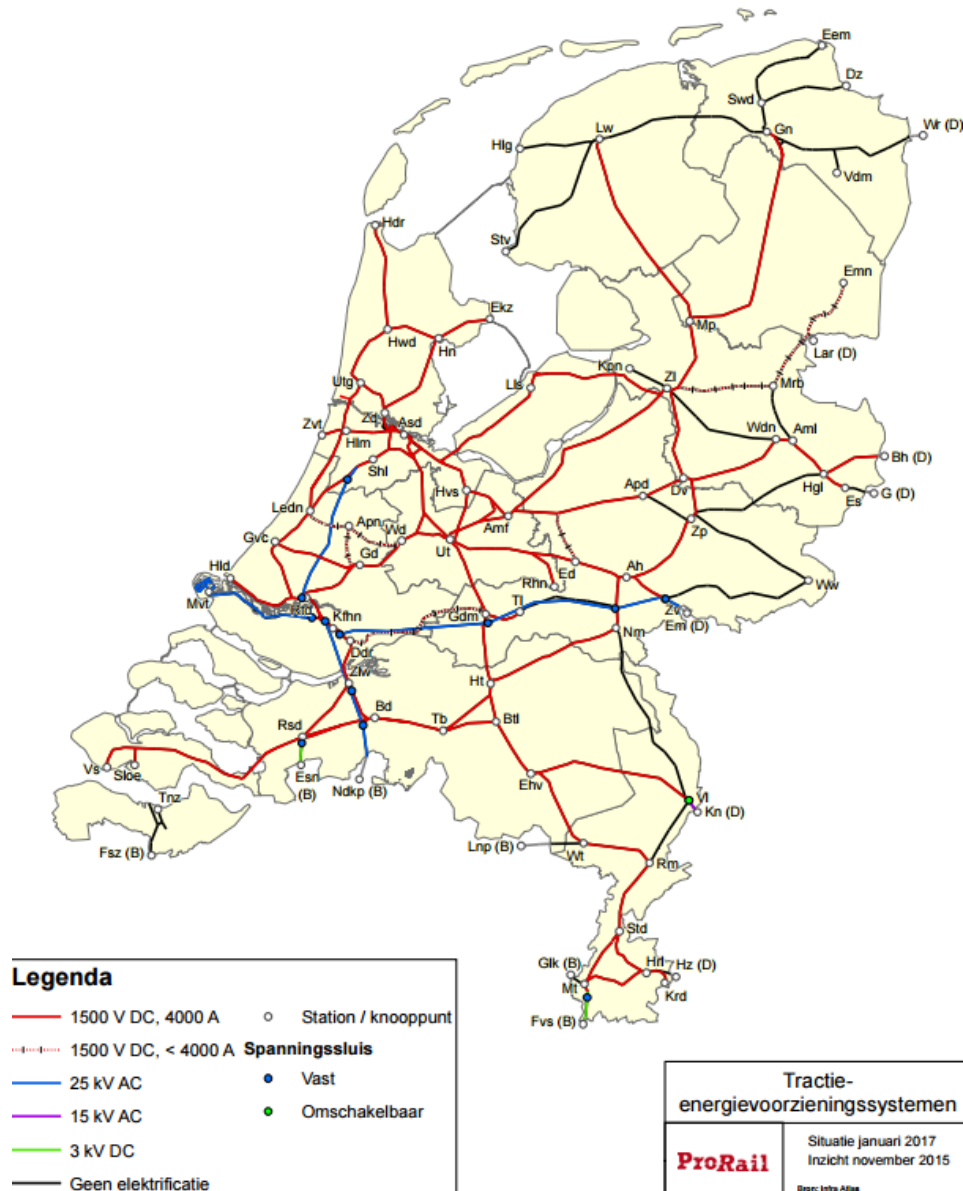 Eem
Dz
Swd
Wr (D)
Gn
Lw
Hlg
Vdm
Stv
Hdr
Emn
Ekz
Mp
Hwd
Hn
Lar (D)
Kpn
Zl
Lls
Mrb
Utg
Zd
Asd
Zvt
Hlm
Wdn
Aml
Shl
Bh (D)
Hvs
Apd
Dv
Hgl
Es
G (D)
Ledn
Apn
Wd
Amf
Zp
Gvc
Ut
Gd
Hld
Rhn
Ed
Ah
Ww
Mvt
Rtd
Kfhn
Gdm
Tl
Zv
Em (D)
Ddr
Nm
Zlw
Ht
Bd
Rsd
Tb
Btl
Vs
Sloe
Esn
(B)
Ndkp (B)
Ehv
Vl
Kn (D)
Tnz
Fsz (B)
Lnp (B)
Wt
Rm
Std
Glk (B)
Hrl
Hz (D)
Mt
Krd
Fvs (B)
Legenda
1500 V DC, 4000 A
Station / knooppunt
1500 V DC, < 4000 A
Spanningssluis
25 kV AC
Vast
15 kV AC
Omschakelbaar
3 kV DC
Geen elektrificatie
Tractie-
energievoorzieningssystemen
ProRail
Situatie januari 2017
Inzicht november 2015
Bron: Infra Atlas